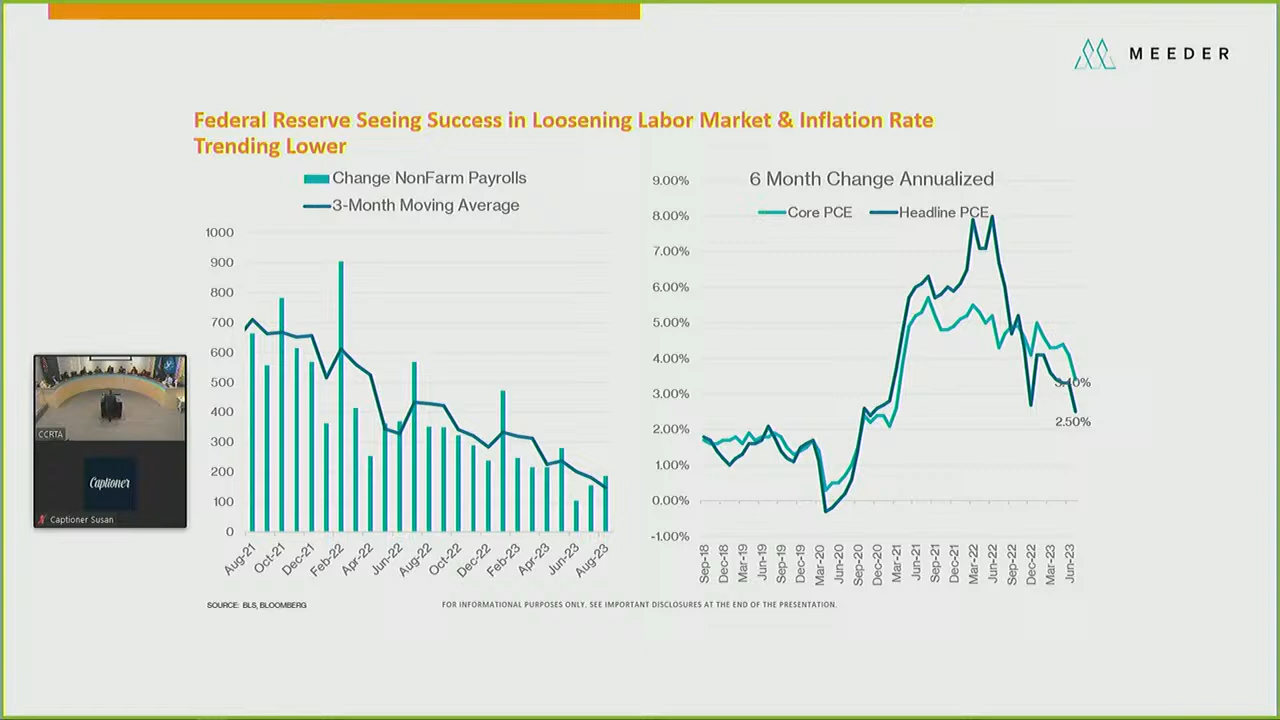 MEEDER
Federal Reserve Seeing Success in Loosening Labor Market & Inflation Rate
Trending Lower
Change NonFarm Payrolls
3-Month Moving Average
1000
900
800
700
600
500
400
300
200
100
0
Aug-21
Oct-21
Dec-21
Feb-22
Apr-22
Jun-22
Aug-22
Oct-22
Dec-22
Feb-23
Apr-23
Jun-23
Aug-23
6 Month Change Annualized
Core PCE
Headline PCE
9.00%
8.00%
7.00%
6.00%
5.00%
4.00%
3.00%
2.00%
1.00%
0.00%
-1.00%
3.40%
2.50%
Sep-18
Dec-18
Mar-19
Jun-19
Sep-19
Dec-19
Mar-20
Jun-20
Sep-20
Dec-20
Mar-21
Jun-21
Sep-21
Dec-21
Mar-22
Jun-22
Sep-22
Dec-22
Mar-23
Jun-23
CCRTA
Captioner
Captioner Susan
SOURCE: BLS, BLOOMBERG
FOR INFORMATIONAL PURPOSES ONLY. SEE IMPORTANT DISCLOSURES AT THE END OF THE PRESENTATION.